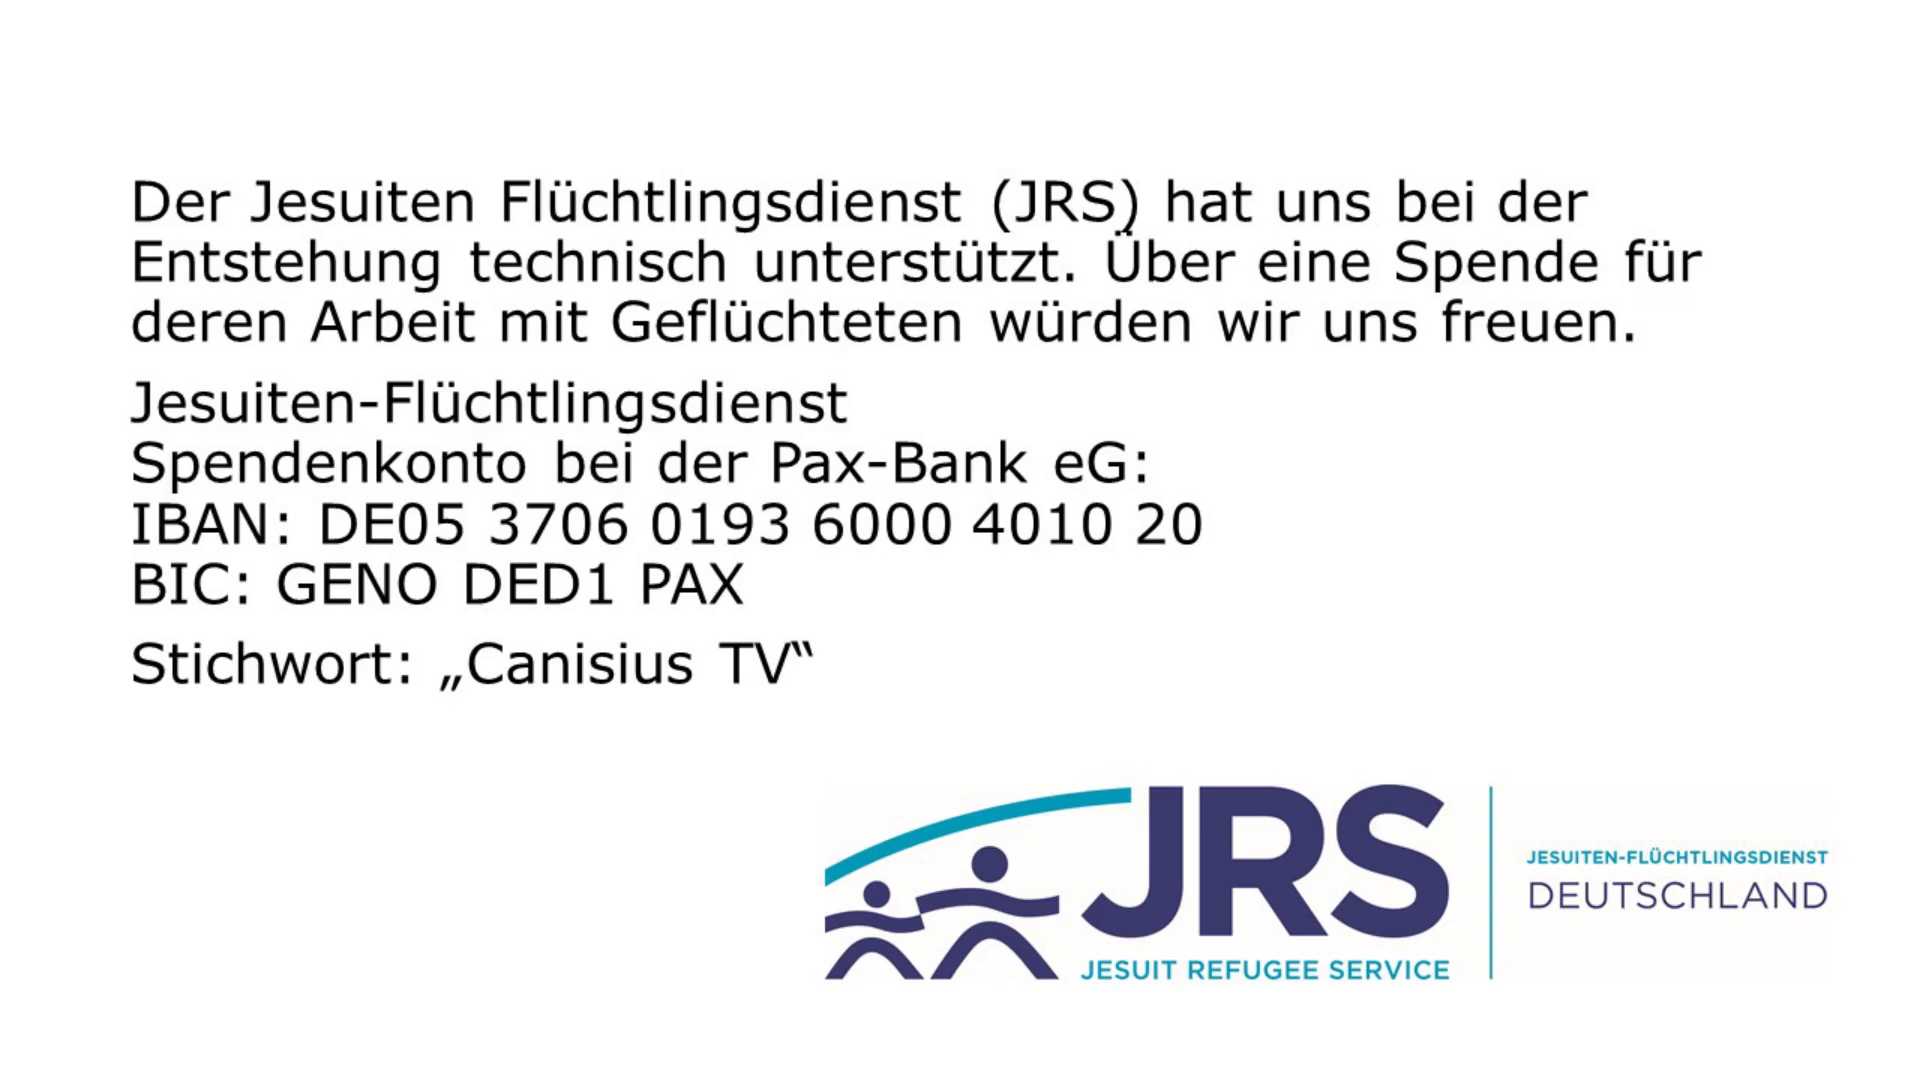 Der Jesuiten Flüchtlingsdienst (JRS) hat uns bei der
Entstehung technisch unterstützt. Über eine Spende für
deren Arbeit mit Geflüchteten würden wir uns freuen.
Jesuiten-Flüchtlingsdienst
Spendenkonto bei der Pax-Bank eG:
IBAN: DE05 3706 0193 6000 4010 20
BIC: GENO DED1 PAX
Stichwort: „Canisius TV“
JRS
JESUIT REFUGEE SERVICE
JESUITEN-FLÜCHTLINGSDIENST
DEUTSCHLAND